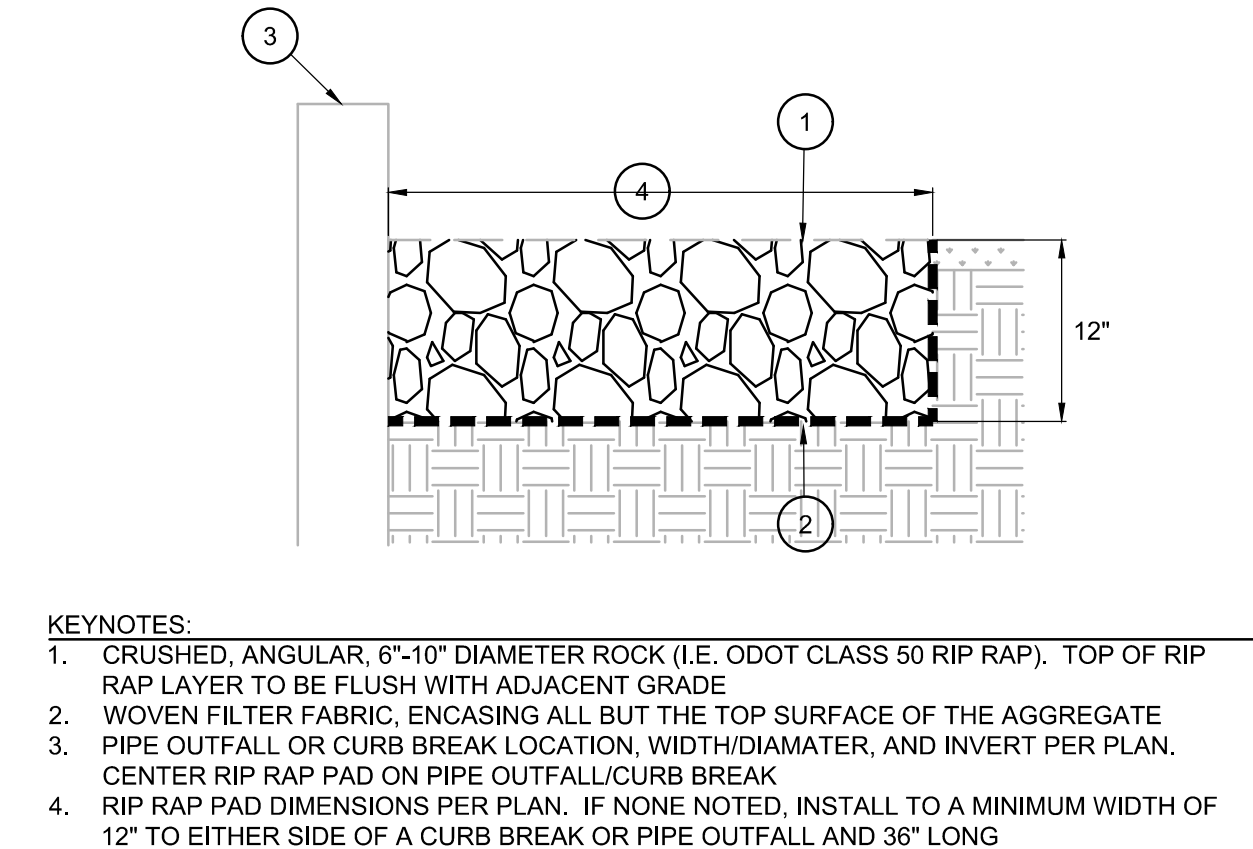 3
1
4
12"
2
KEYNOTES:
1. CRUSHED, ANGULAR, 6"-10" DIAMETER ROCK (I.E. ODOT CLASS 50 RIP RAP). TOP OF RIP
RAP LAYER TO BE FLUSH WITH ADJACENT GRADE
2. WOVEN FILTER FABRIC, ENCASING ALL BUT THE TOP SURFACE OF THE AGGREGATE
3. PIPE OUTFALL OR CURB BREAK LOCATION, WIDTH/DIAMATER, AND INVERT PER PLAN.
CENTER RIP RAP PAD ON PIPE OUTFALL/CURB BREAK
4. RIP RAP PAD DIMENSIONS PER PLAN. IF NONE NOTED, INSTALL TO A MINIMUM WIDTH OF
12" TO EITHER SIDE OF A CURB BREAK OR PIPE OUTFALL AND 36" LONG